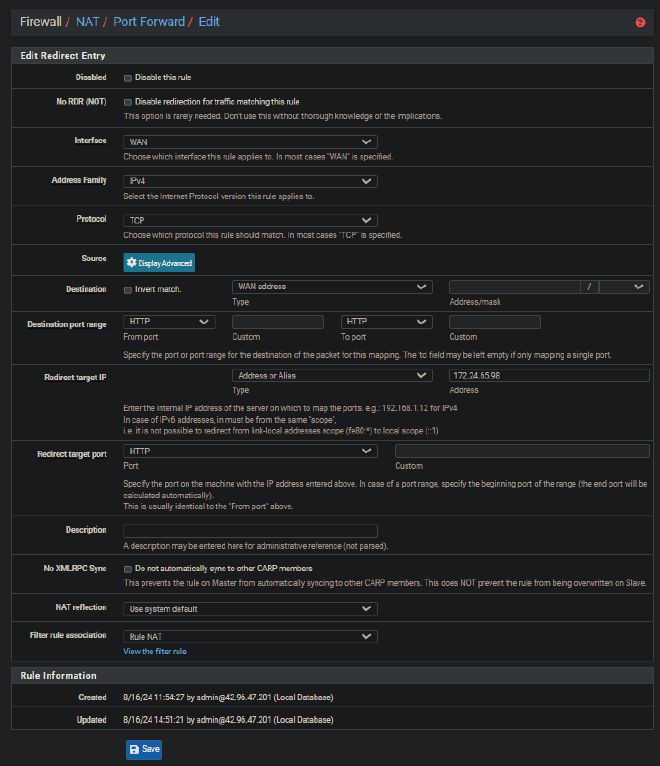 Firewall / NAT / Port Forward / Edit
Edit Redirect Entry
Disabled
Disable this rule
No RDR (NOT)
Disable redirection for traffic matching this rule
This option is rarely needed. Don't use this without thorough knowledge of the implications.
Interface
WAN
Choose which interface this rule applies to. In most cases "WAN" is specified.
Address Family
IPv4
Select the Internet Protocol version this rule applies to.
Protocol
TCP
Choose which protocol this rule should match. In most cases "TCP" is specified.
Source
Display Advanced
Destination
Invert match.
WAN address
/
Type
Address/mask
Destination port range
HTTP
HTTP
From port
Custom
To port
Custom
Specify the port or port range for the destination of the packet for this mapping. The 'to' field may be left empty if only mapping a single port.
Redirect target IP
Address or Alias
172.24.65.98
Type
Address
Enter the internal IP address of the server on which to map the ports. e.g.: 192.168.1.12 for IPv4
In case of IPv6 addresses, in must be from the same "scope",
i.e. it is not possible to redirect from link-local addresses scope (fe80:*) to local scope (::1)
Redirect target port
HTTP
Port
Custom
Specify the port on the machine with the IP address entered above. In case of a port range, specify the beginning port of the range (the end port will be
calculated automatically).
This is usually identical to the "From port" above.
Description
A description may be entered here for administrative reference (not parsed).
No XMLRPC Sync
Do not automatically sync to other CARP members
This prevents the rule on Master from automatically syncing to other CARP members. This does NOT prevent the rule from being overwritten on Slave.
NAT reflection
Use system default
Filter rule association
Rule NAT
View the filter rule
Rule Information
Created
8/16/24 11:54:27 by admin@42.96.47.201 (Local Database)
Updated
8/16/24 14:51:21 by admin@42.96.47.201 (Local Database)
Save